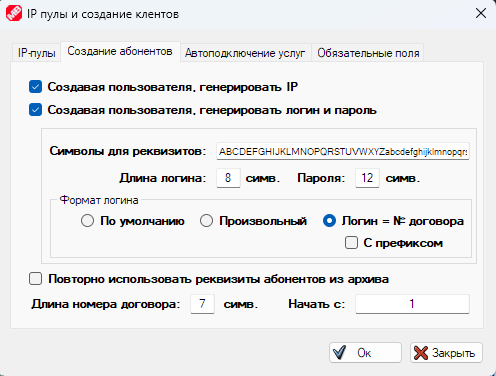 IP пулы и создание клентов
IP-пулы Создание абонентов Автоподключение услуг Обязательные поля
Создавая пользователя, генерировать IP
Создавая пользователя, генерировать логин и пароль
Символы для реквизитов: ABCDEFGHIJKLMNOPQRSTUVWXYZabcdefghijklmnopqrs
Длина логина: 8 симв. Пароля: 12 симв.
Формат логина
По умолчанию Произвольный Логин = № договора
С префиксом
Повторно использовать реквизиты абонентов из архива
Длина номера договора: 7 симв. Начать с: 1
Ок Закрыть